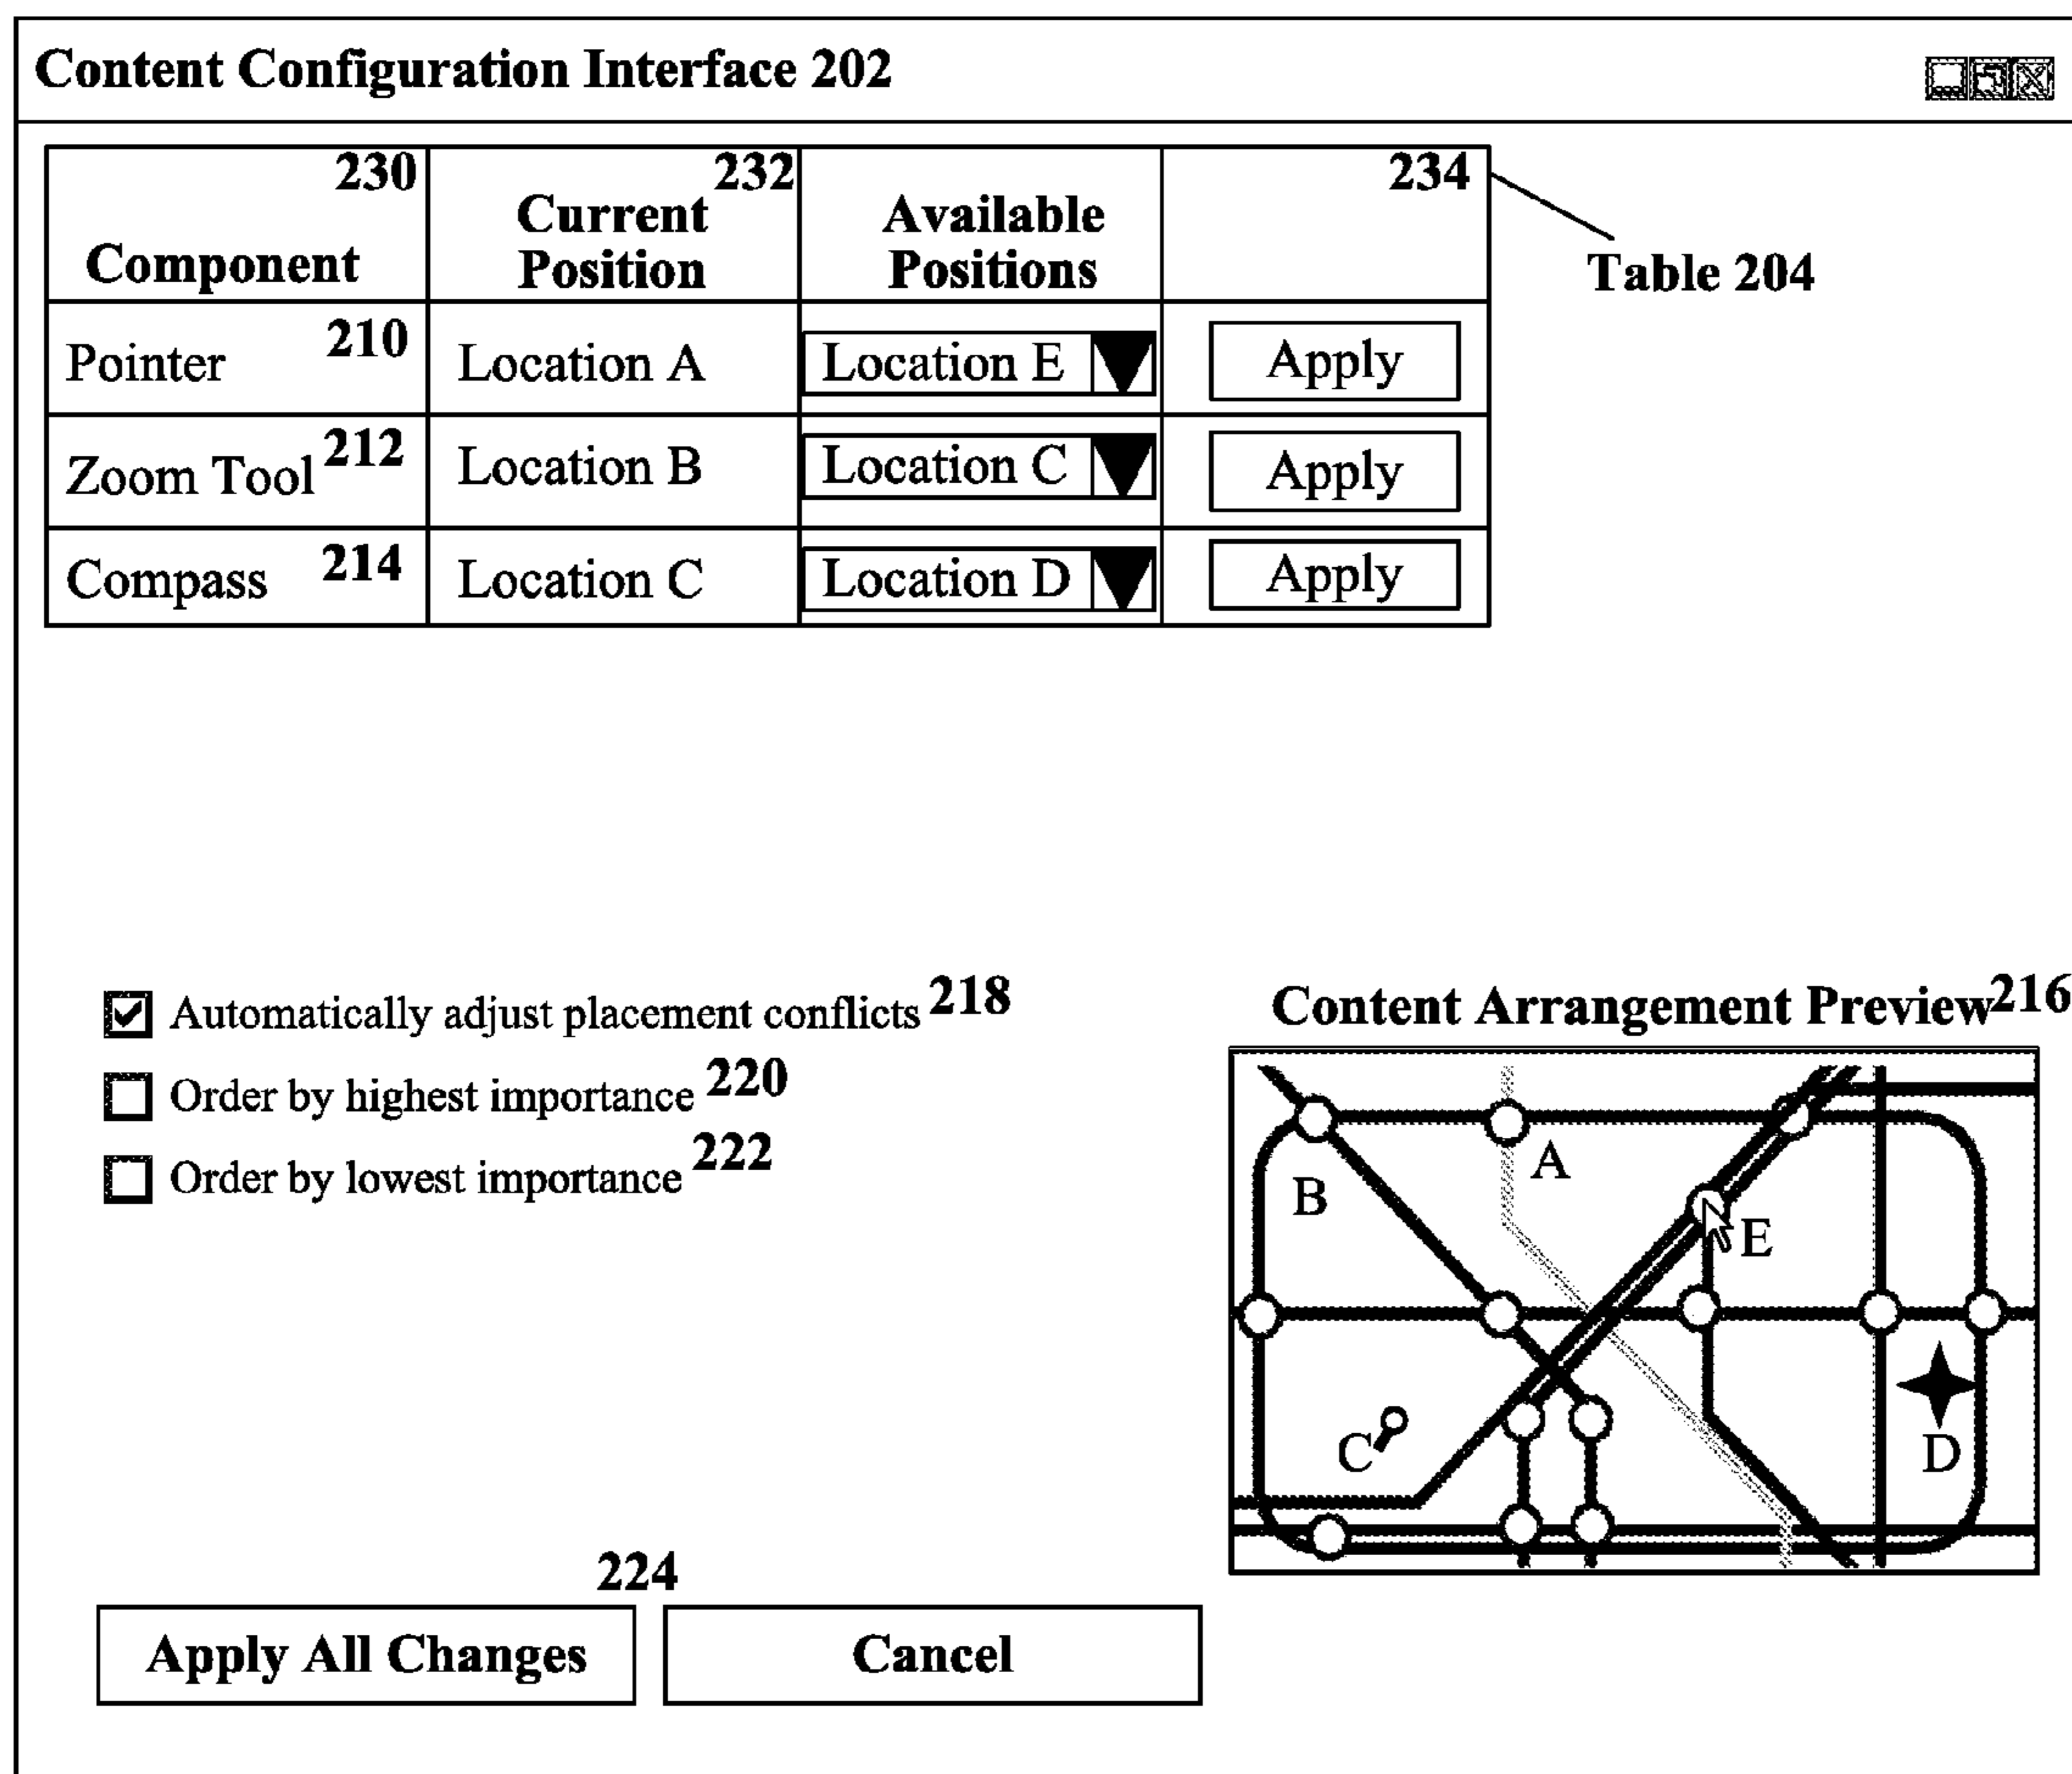 Content Configuration Interface 202
230 232 234
Current Available
Component Position Positions
Table 204
Pointer 210 Location A Location E Apply
Zoom Tool 212 Location B Location C Apply
Compass 214 Location C Location D Apply
Automatically adjust placement conflicts 218
Order by highest importance 220
Order by lowest importance 222
Content Arrangement Preview 216
A
B
E
C
D
224
Apply All Changes Cancel